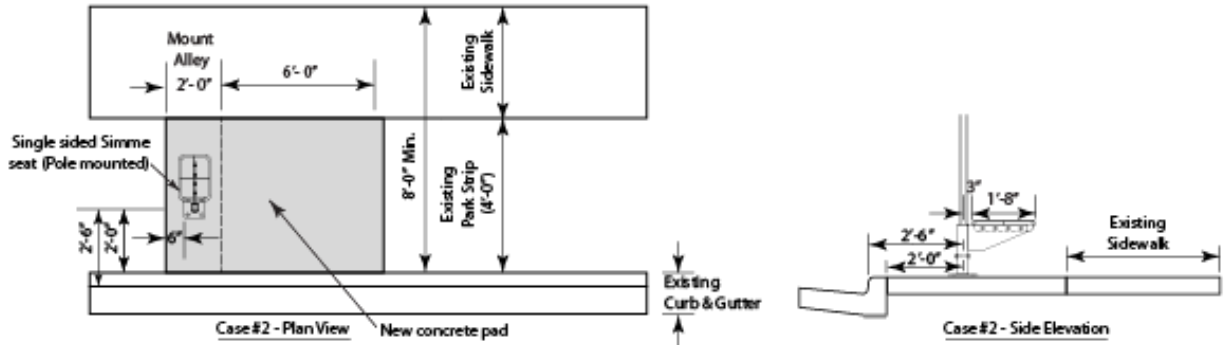 Mount
Alley
2'- 0"
6'- 0"
Existing
Sidewalk
Single sided Simme
seat (Pole mounted)
8'-0" Min.
Existing
Park Strip
(4'-0")
2'-6"
2'-0"
6"
Existing
Curb & Gutter
Case #2 - Plan View
New concrete pad
3"
1'-8"
2'-6"
2'-0"
Existing
Sidewalk
Case #2 - Side Elevation